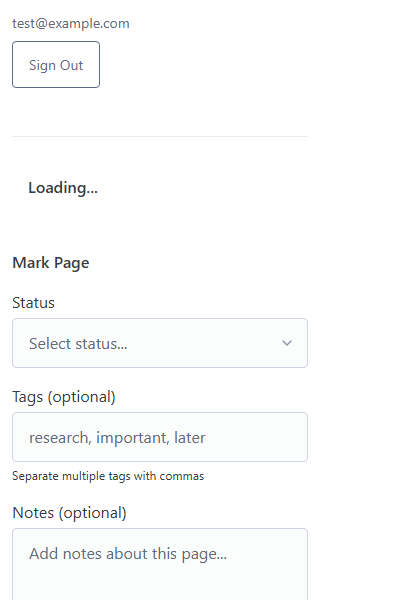 test@example.com
Sign Out
Loading...
Mark Page
Status
Select status...
Tags (optional)
research, important, later
Separate multiple tags with commas
Notes (optional)
Add notes about this page...